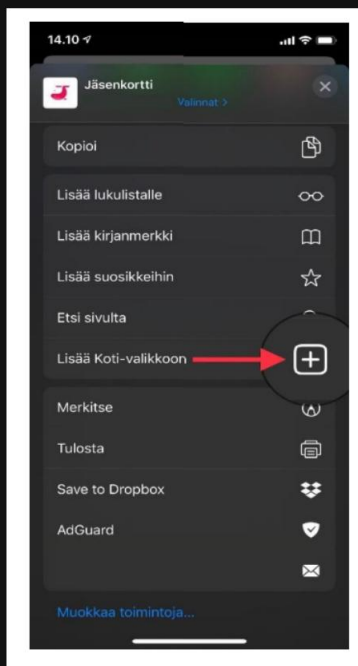 14.10
Jäsenkortti
Valinnat >
Kopioi
Lisää lukulistalle
Lisää kirjanmerkki
Lisää suosikkeihin
Etsi sivulta
Lisää Koti-valikkoon
Merkitse
Tulosta
Save to Dropbox
AdGuard
Muokkaa toimintoja...